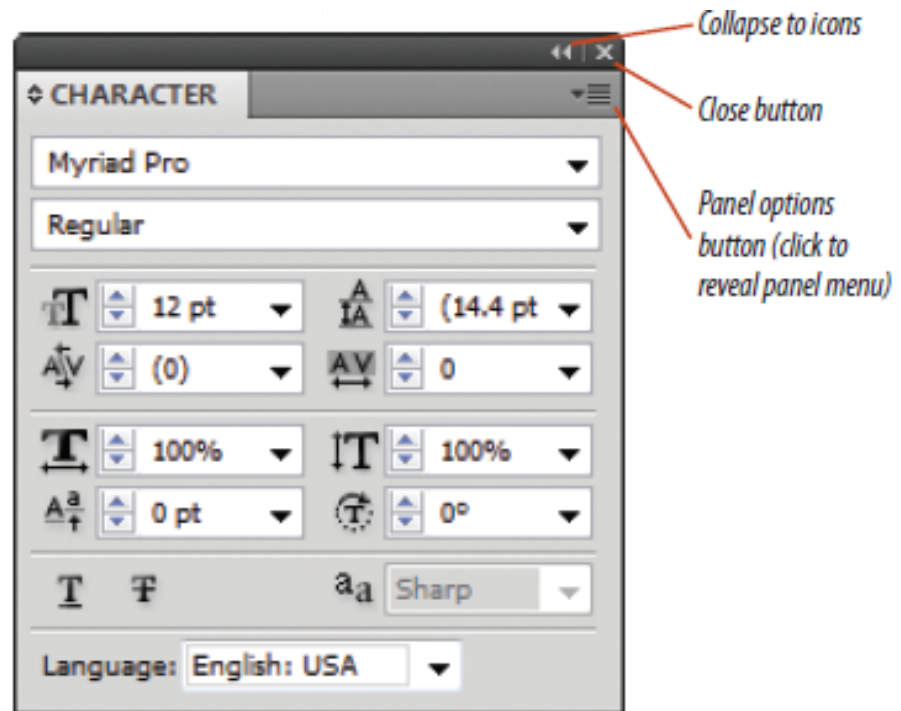 Collapse to icons
CHARACTER
Close button
Myriad Pro
Regular
Panel options
button (click to
reveal panel menu)
12 pt (14.4 pt
(0) 0
100% 100%
0 pt 0°
T T aa Sharp
Language: English: USA